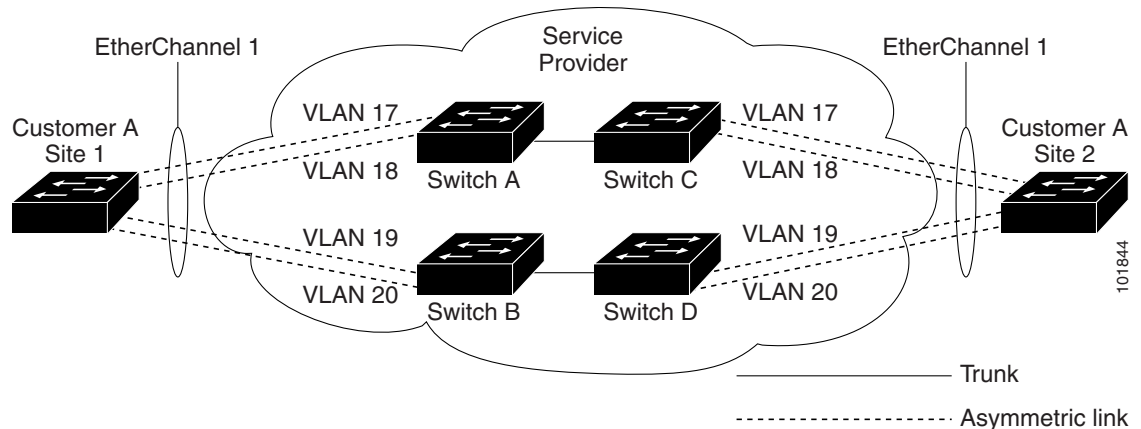 EtherChannel 1
Service
Provider
EtherChannel 1
Customer A
Site 1
VLAN 17
VLAN 18
Switch A
Switch C
VLAN 17
VLAN 18
Customer A
Site 2
VLAN 19
VLAN 20
Switch B
Switch D
VLAN 19
VLAN 20
101844
Trunk
Asymmetric link